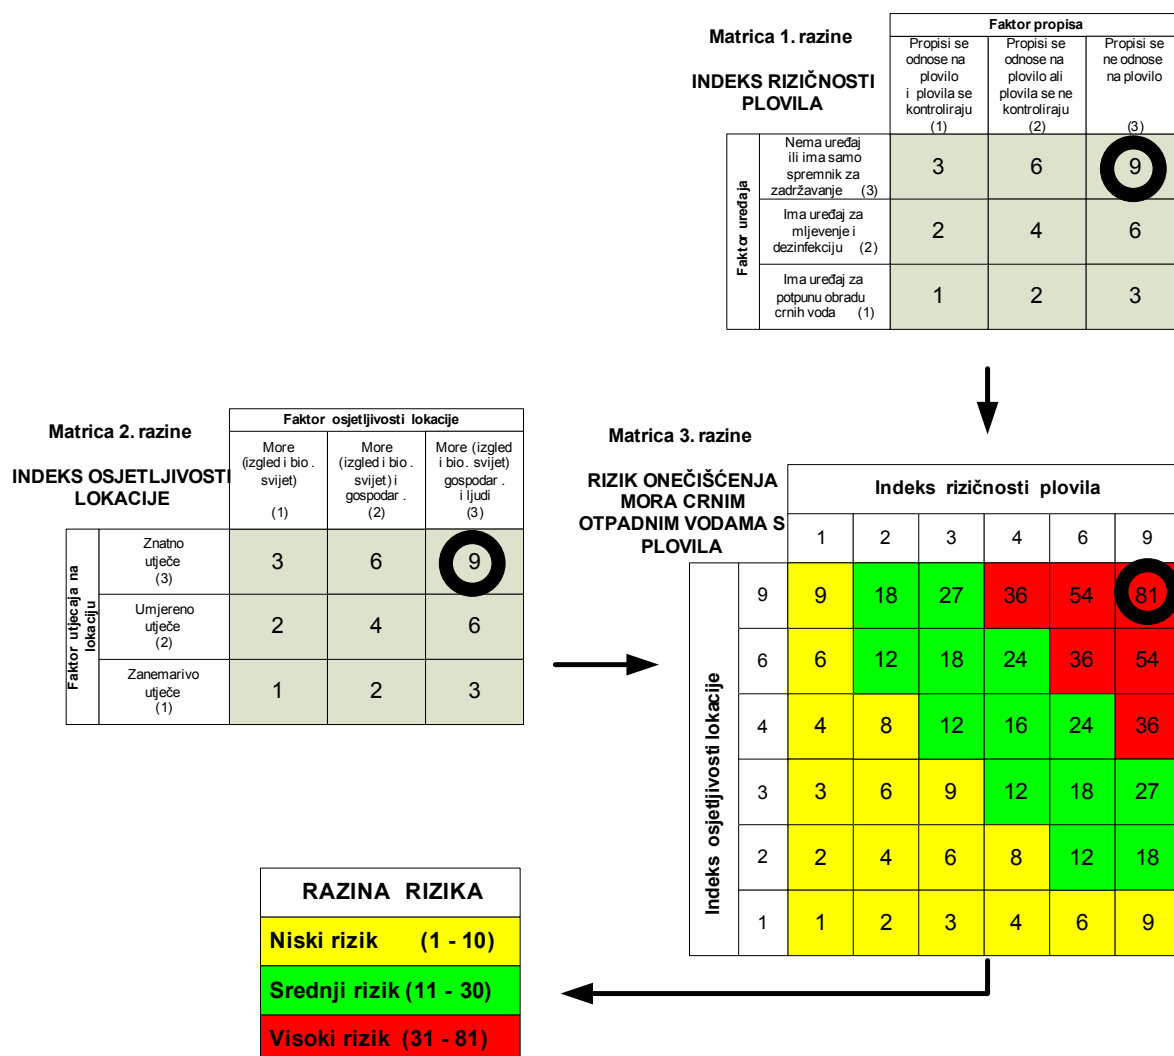 Matrica 1. razine
INDEKS RIZIČNOSTI
PLOVILA
Faktor propisa
Propisi se
odnose na
plovilo
i plovila se
kontroliraju
(1)
Propisi se
odnose na
plovilo ali
plovila se ne
kontroliraju
(2)
Propisi se
ne odnose
na plovilo
(3)
Faktor uređaja
Nema uređaj
ili ima samo
spremnik za
zadržavanje (3)
3 6 9
Ima uređaj za
mljevenje i
dezinfekciju (2)
2 4 6
Ima uređaj za
potpunu obradu
crnih voda (1)
1 2 3
Matrica 2. razine
INDEKS OSJETLJIVOSTI
LOKACIJE
Faktor osjetljivosti lokacije
More
(izgled i bio.
svijet)
(1)
More
(izgled i bio.
svijet) i
gospodar.
(2)
More (izgled
i bio. svijet)
gospodar.
i ljudi
(3)
Faktor utjecaja na
lokaciju
Znatno
utječe
(3)
3 6 9
Umjereno
utječe
(2)
2 4 6
Zanemarivo
utječe
(1)
1 2 3
Matrica 3. razine
RIZIK ONEČIŠĆENJA
MORA CRNIM
OTPADNIM VODAMA S
PLOVILA
Indeks rizičnosti plovila
1 2 3 4 6 9
Indeks osjetljivosti lokacije
9 9 18 27 36 54 81
6 6 12 18 24 36 54
4 4 8 12 16 24 36
3 3 6 9 12 18 27
2 2 4 6 8 12 18
1 1 2 3 4 6 9
RAZINA RIZIKA
Niski rizik (1 - 10)
Srednji rizik (11 - 30)
Visoki rizik (31 - 81)